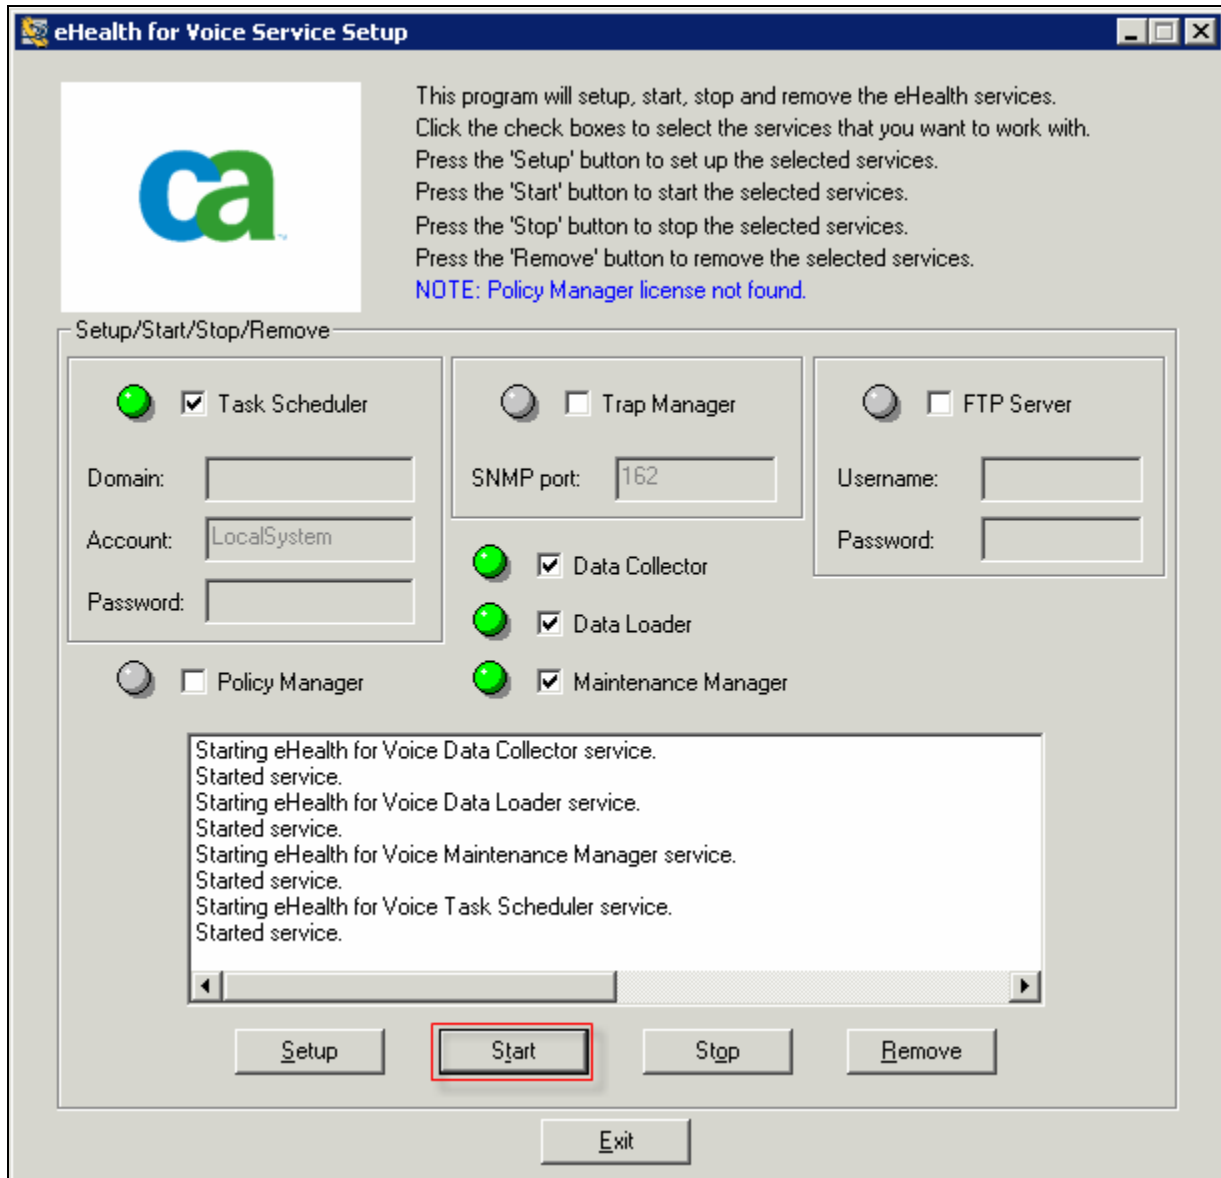 eHealth for Voice Service Setup
ca
This program will setup, start, stop and remove the eHealth services.
Click the check boxes to select the services that you want to work with.
Press the 'Setup' button to set up the selected services.
Press the 'Start' button to start the selected services.
Press the 'Stop' button to stop the selected services.
Press the 'Remove' button to remove the selected services.
NOTE: Policy Manager license not found.
Setup/Start/Stop/Remove
Task Scheduler
Domain:
Account: LocalSystem
Password:
Trap Manager
SNMP port: 162
FTP Server
Username:
Password:
Data Collector
Data Loader
Policy Manager
Maintenance Manager
Starting eHealth for Voice Data Collector service.
Started service.
Starting eHealth for Voice Data Loader service.
Started service.
Starting eHealth for Voice Maintenance Manager service.
Started service.
Starting eHealth for Voice Task Scheduler service.
Started service.
Setup
Start
Stop
Remove
Exit